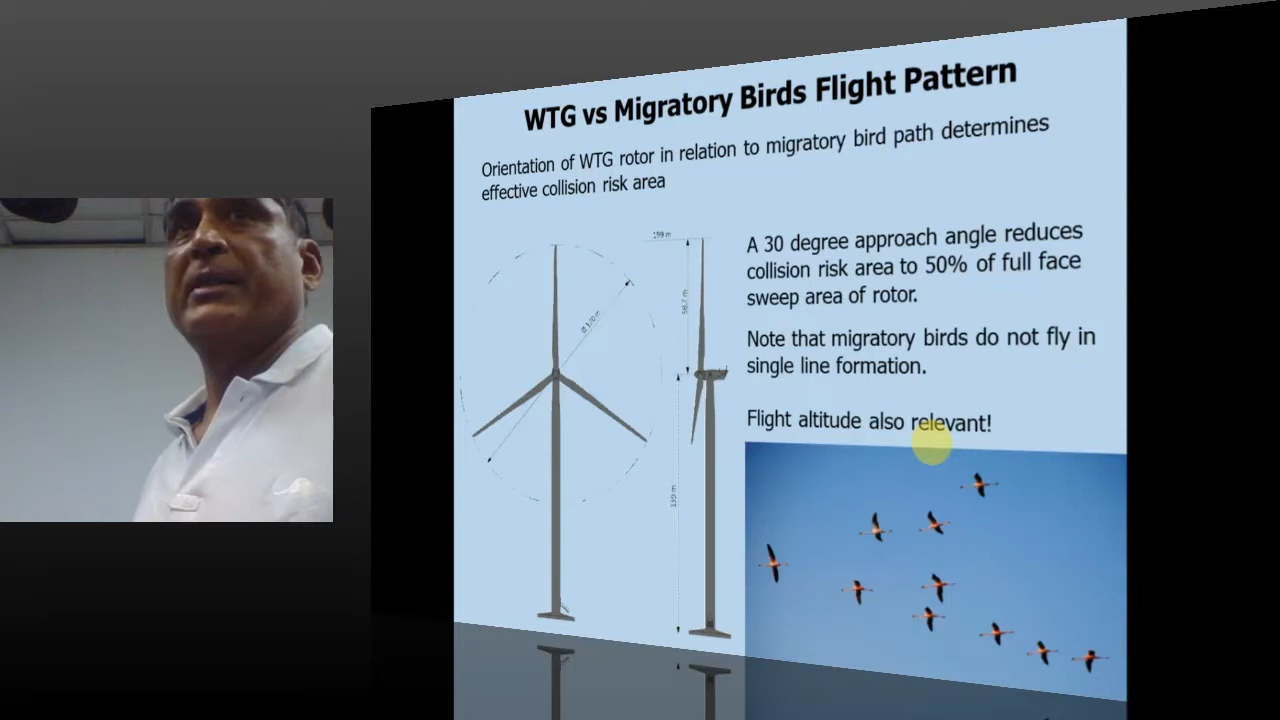 WTG vs Migratory Birds Flight Pattern
Orientation of WTG rotor in relation to migratory bird path determines
effective collision risk area
199 m
A 30 degree approach angle reduces
collision risk area to 50% of full face
sweep area of rotor.
Note that migratory birds do not fly in
single line formation.
Flight altitude also relevant!